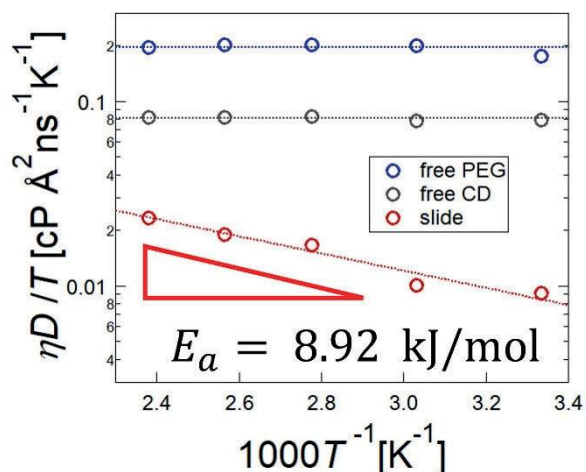 2
0.1
8
6
4
2
0.01
8
6
4
ηD /T [cP Å²ns⁻¹K⁻¹]
free PEG
free CD
slide
Eₐ = 8.92 kJ/mol
2.4 2.6 2.8 3.0 3.2 3.4
1000T⁻¹[K⁻¹]